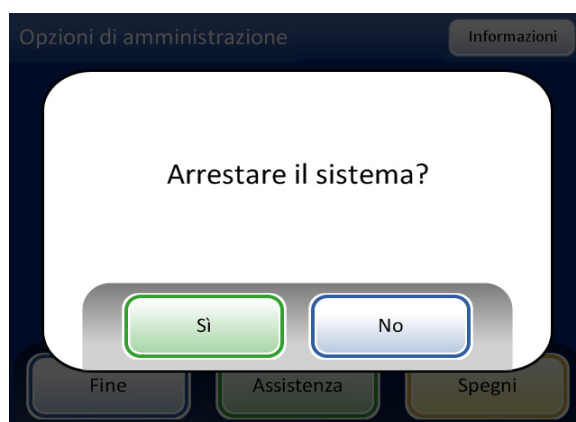 Opzioni di amministrazione
Informazioni
Arrestare il sistema?
Sì
No
Fine
Assistenza
Spegni